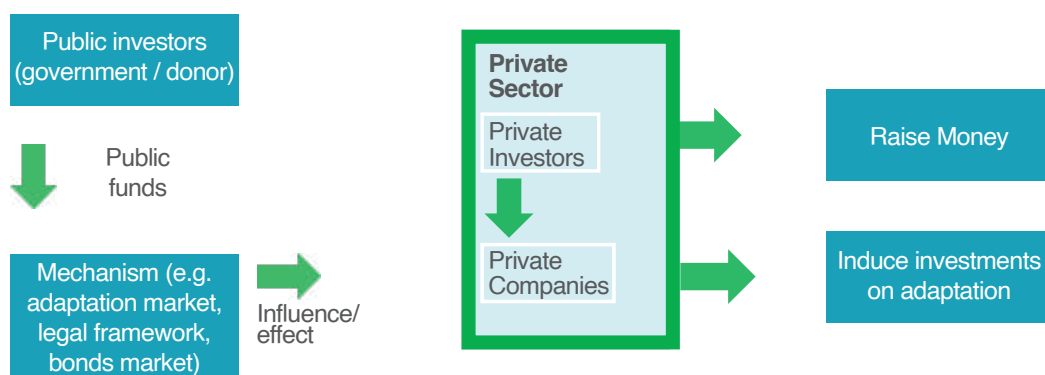 Public investors
(government / donor)
Public
funds
Mechanism (e.g.
adaptation market,
legal framework,
bonds market)
Influence/
effect
Private
Sector
Private
Investors
Private
Companies
Raise Money
Induce investments
on adaptation